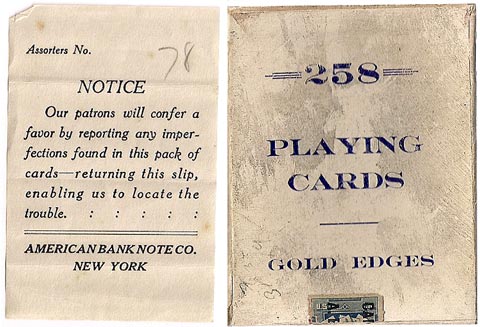 Assorters No. 78
NOTICE
Our patrons will confer a
favor by reporting any imper-
fections found in this pack of
cards—returning this slip,
enabling us to locate the
trouble. : : : : :
AMERICAN BANK NOTE CO.
NEW YORK
258
PLAYING
CARDS
GOLD EDGES